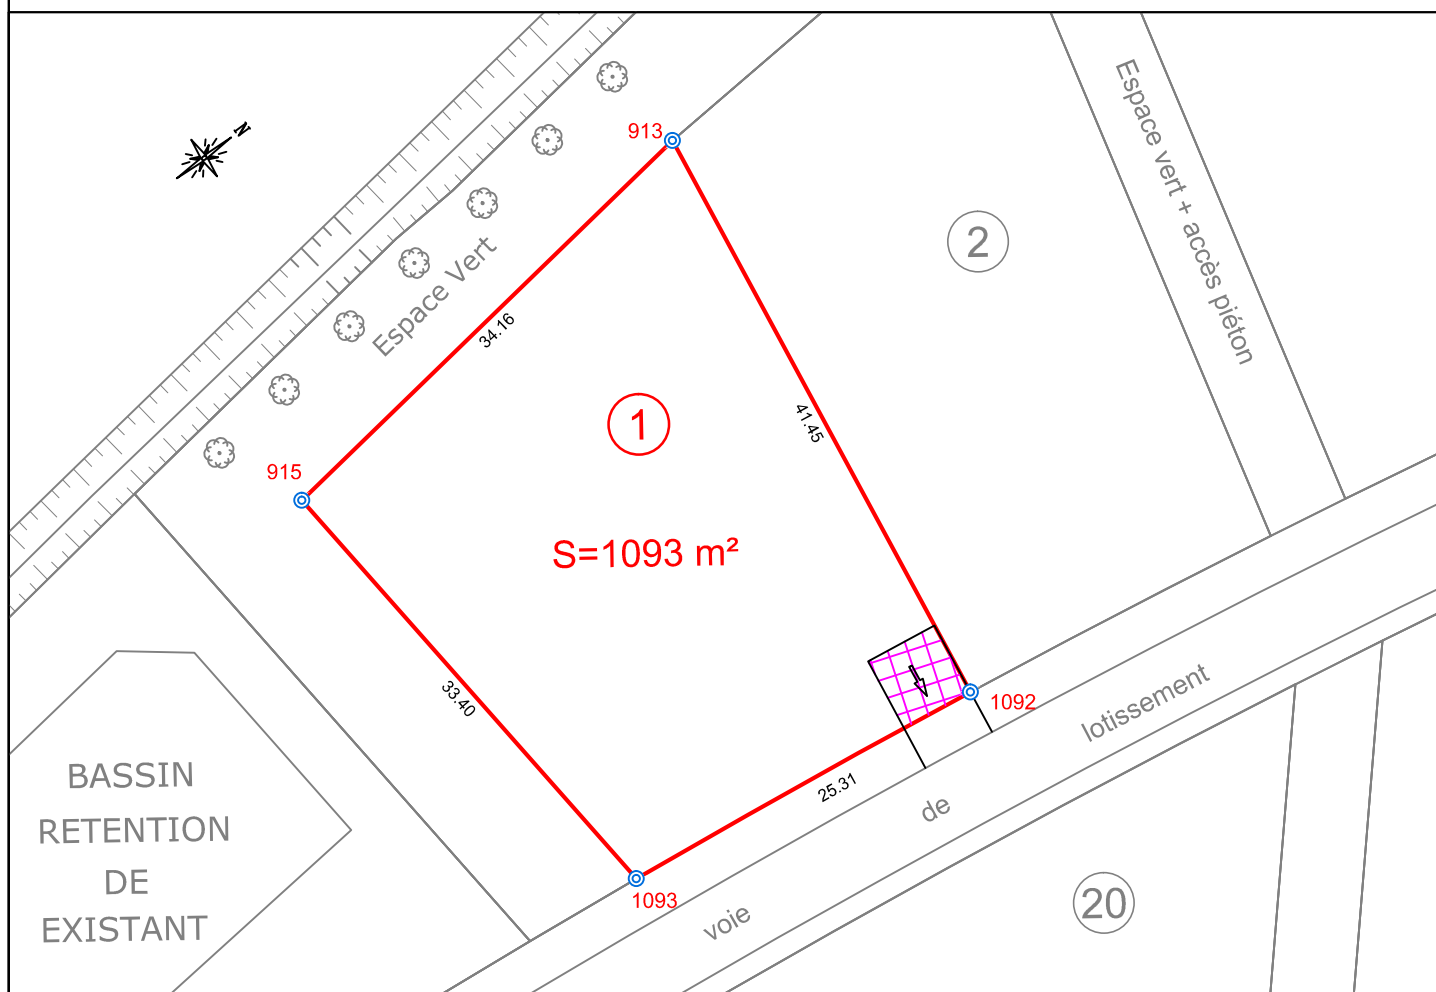 N
913
Espace vert + accès piéton
2
Espace Vert
34.16
1
41.45
915
S=1093 m²
33.40
1092
lotissement
25.31
de
voie
1093
BASSIN
RETENTION
DE
EXISTANT
20